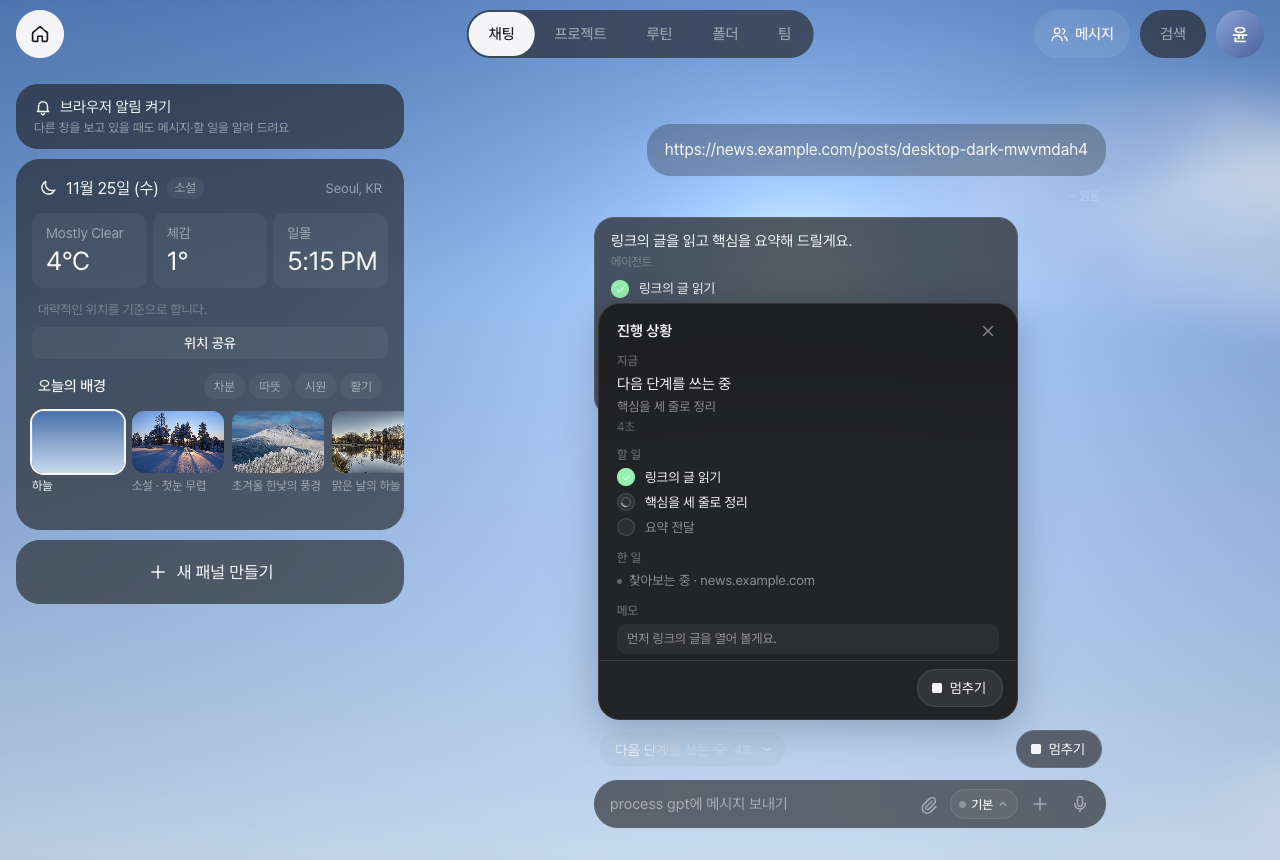 채팅
프로젝트
루틴
폴더
팀
메시지
검색
윤
브라우저 알림 켜기
다른 창을 보고 있을 때도 메시지·할 일을 알려 드려요
11월 25일 (수)
소설
Seoul, KR
Mostly Clear
4°C
체감
1°
일몰
5:15 PM
대략적인 위치를 기준으로 합니다.
위치 공유
오늘의 배경
차분
따뜻
시원
활기
하늘
소설 · 첫눈 무렵
초겨울 한낮의 풍경
맑은 날의 하늘
새 패널 만들기
https://news.example.com/posts/desktop-dark-mwvmdah4
읽음
링크의 글을 읽고 핵심을 요약해 드릴게요.
에이전트
링크의 글 읽기
진행 상황
지금
다음 단계를 쓰는 중
핵심을 세 줄로 정리
4초
할 일
링크의 글 읽기
핵심을 세 줄로 정리
요약 전달
한 일
찾아보는 중 · news.example.com
메모
먼저 링크의 글을 열어 볼게요.
멈추기
다음 단계를 쓰는 중 4초
멈추기
process gpt에 메시지 보내기
기본